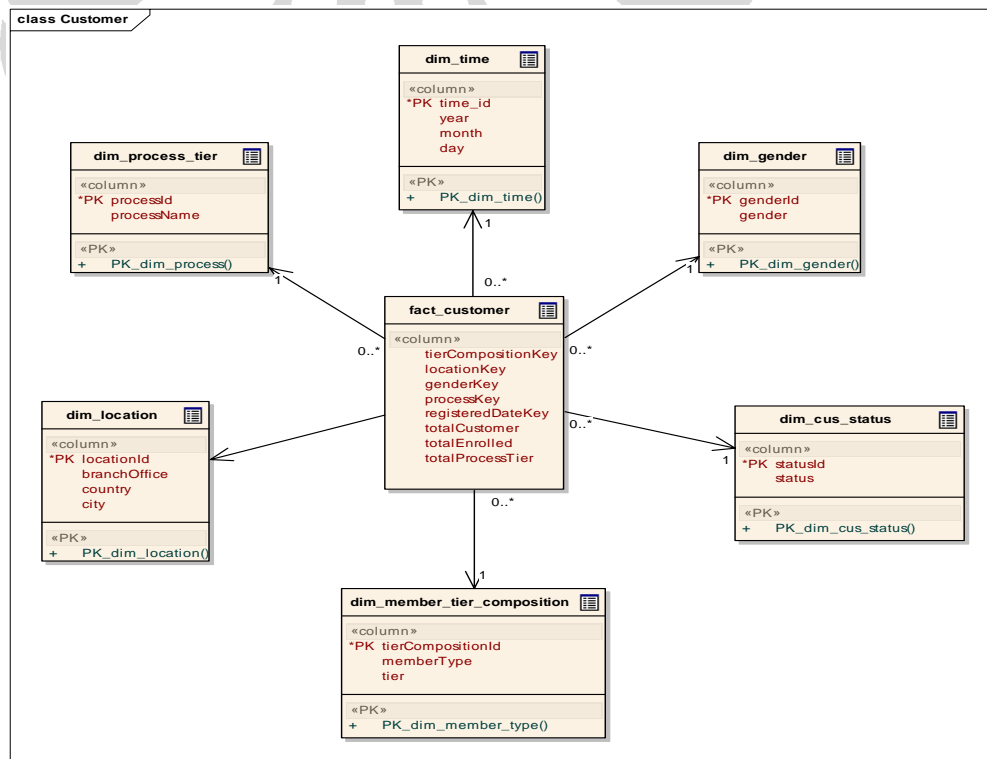 class Customer
dim_time
«column»
*PK time_id
year
month
day
«PK»
+ PK_dim_time()
dim_process_tier
«column»
*PK processId
processName
«PK»
+ PK_dim_process()
dim_gender
«column»
*PK genderId
gender
«PK»
+ PK_dim_gender()
1
1
1
0..*
0..*
0..*
fact_customer
«column»
tierCompositionKey
locationKey
genderKey
processKey
registeredDateKey
totalCustomer
totalEnrolled
totalProcessTier
dim_location
«column»
*PK locationId
branchOffice
country
city
«PK»
+ PK_dim_location()
0..*
1
dim_cus_status
«column»
*PK statusId
status
«PK»
+ PK_dim_cus_status()
0..*
1
dim_member_tier_composition
«column»
*PK tierCompositionId
memberType
tier
«PK»
+ PK_dim_member_type()